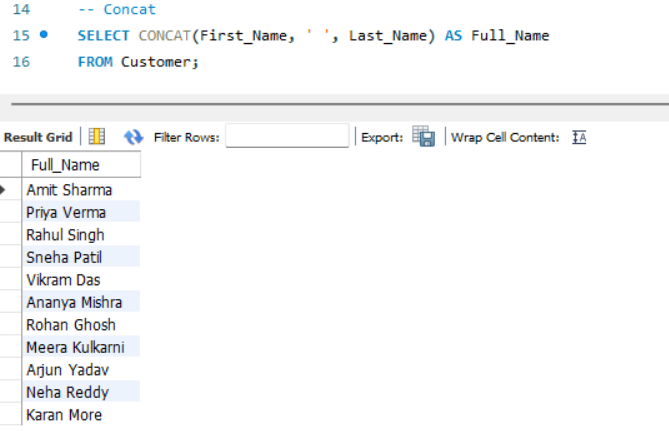 14 -- Concat
15 SELECT CONCAT(First_Name, ' ', Last_Name) AS Full_Name
16 FROM Customer;
Result Grid Filter Rows: Export: Wrap Cell Content: IA
Full_Name
Amit Sharma
Priya Verma
Rahul Singh
Sneha Patil
Vikram Das
Ananya Mishra
Rohan Ghosh
Meera Kulkarni
Arjun Yadav
Neha Reddy
Karan More